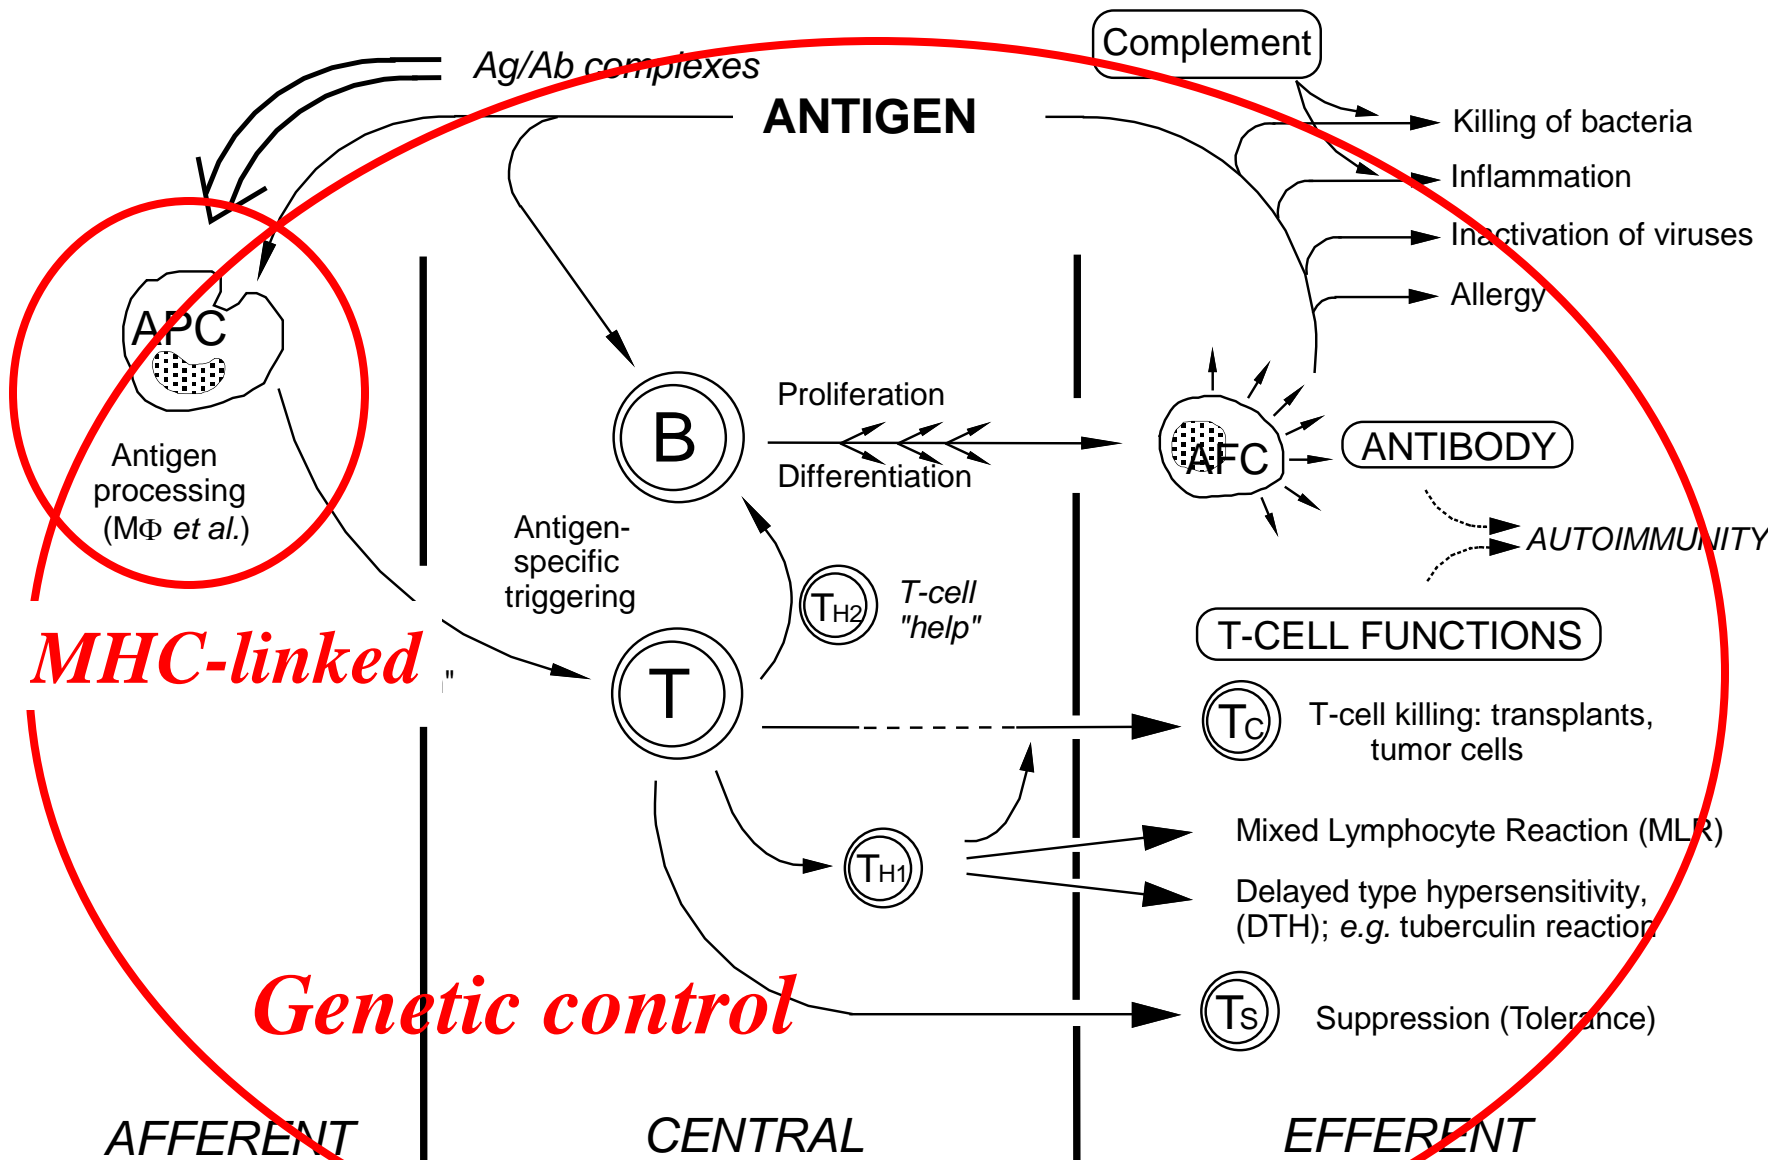 Complement
Ag/Ab complexes
ANTIGEN
Killing of bacteria
Inflammation
Inactivation of viruses
Allergy
APC
Antigen
processing
(MΦ et al.)
B
Proliferation
Differentiation
AFC
ANTIBODY
AUTOIMMUNITY
Antigen-
specific
triggering
TH2
T-cell
"help"
MHC-linked
"
T
T-CELL FUNCTIONS
TC
T-cell killing: transplants,
tumor cells
TH1
Mixed Lymphocyte Reaction (MLR)
Delayed type hypersensitivity,
(DTH); e.g. tuberculin reaction
Genetic control
TS
Suppression (Tolerance)
AFFERENT
CENTRAL
EFFERENT